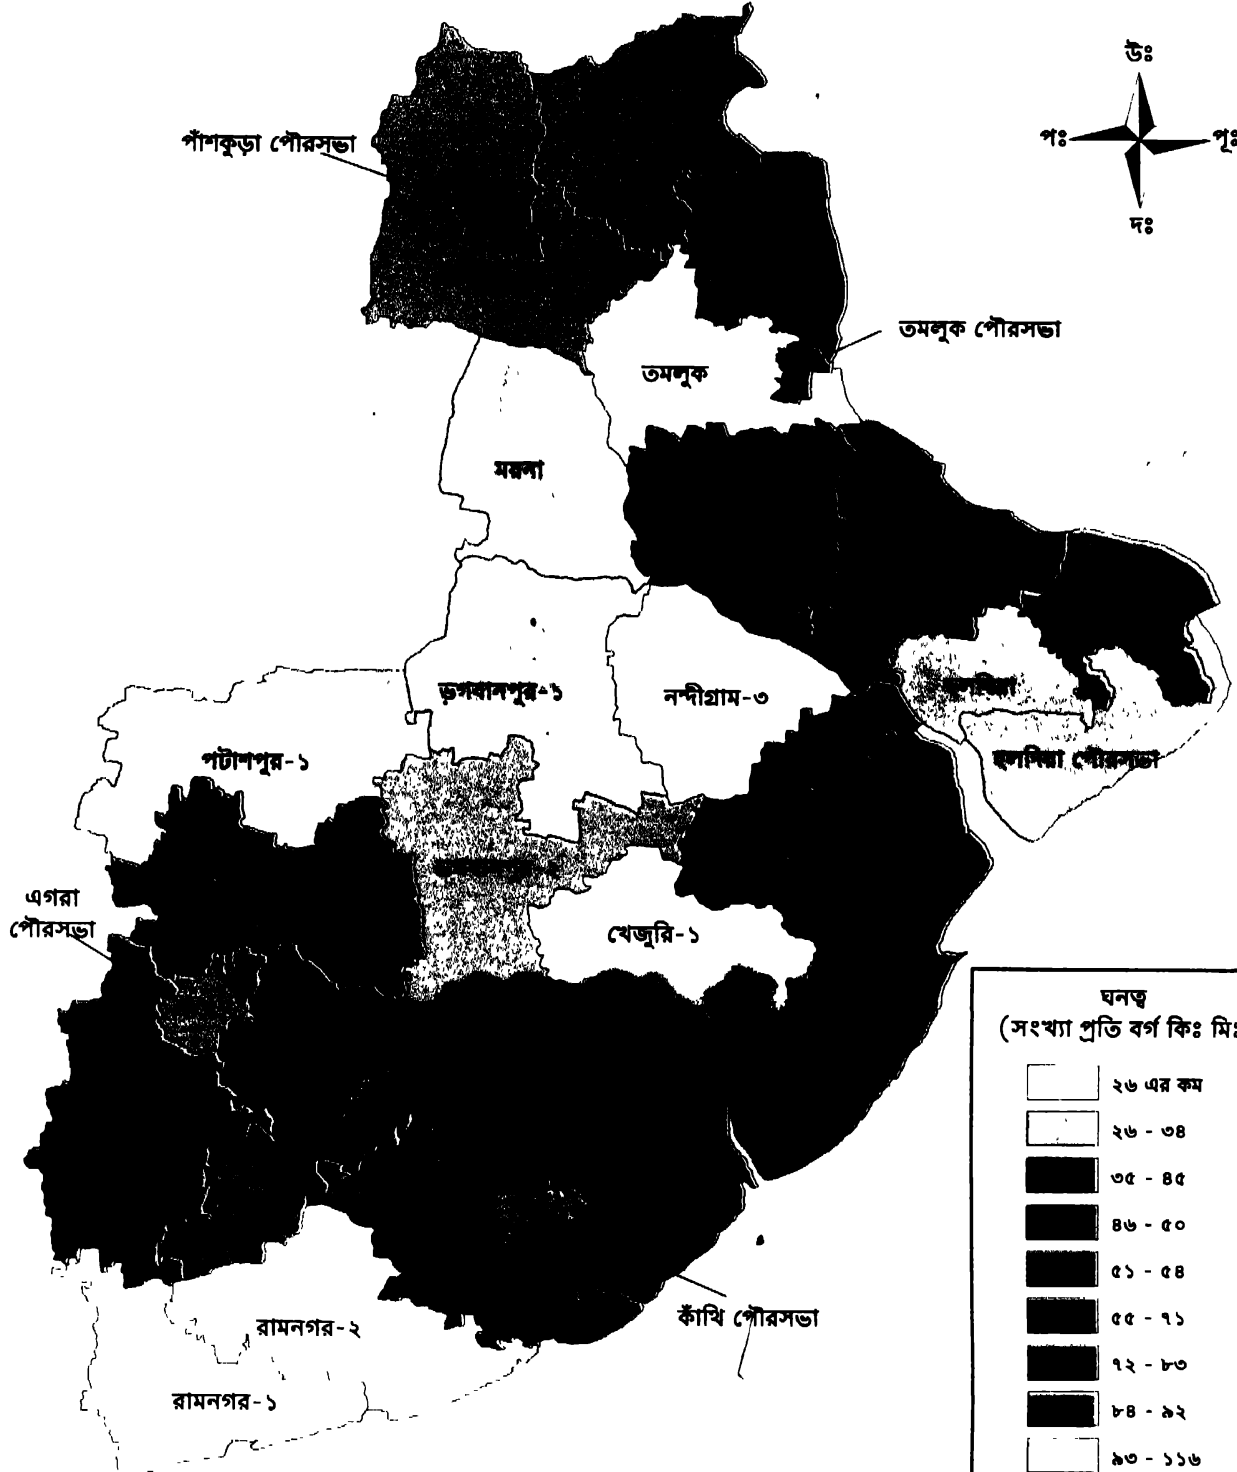 উঃ
পঃ
পূঃ
দঃ
পাঁশকুড়া পৌরসভা
তমলুক পৌরসভা
তমলুক
ময়না
ভগবানপুর-১
নন্দীগ্রাম-৩
পটাশপুর-১
হলদিয়া পৌরসভা
এগরা
পৌরসভা
খেজুরি-১
কাঁথি পৌরসভা
রামনগর-২
রামনগর-১
ঘনত্ব
(সংখ্যা প্রতি বর্গ কিঃ মিঃ
২৬ এর কম
২৬ - ৩৪
৩৫ - ৪৫
৪৬ - ৫০
৫১ - ৫৪
৫৫ - ৭১
৭২ - ৮৩
৮৪ - ৯২
৯৩ - ১১৬